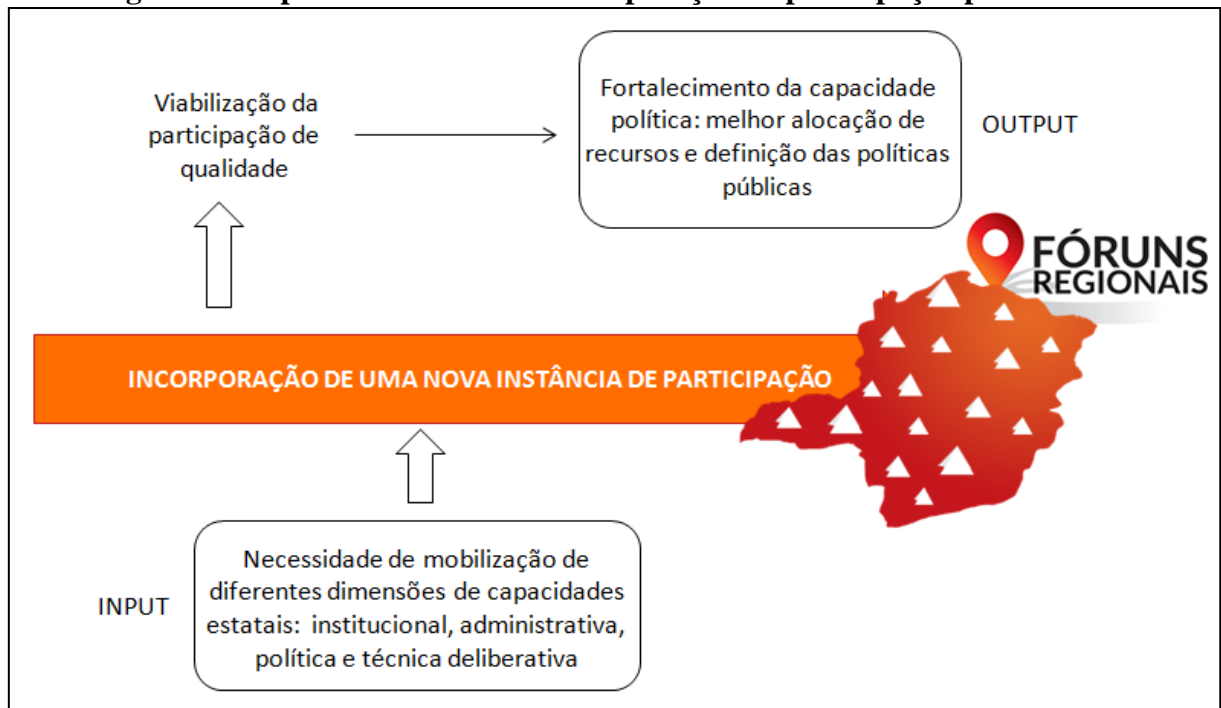 Viabilização da
participação de
qualidade
Fortalecimento da capacidade
política: melhor alocação de
recursos e definição das políticas
públicas
OUTPUT
FÓRUNS
REGIONAIS
INCORPORAÇÃO DE UMA NOVA INSTÂNCIA DE PARTICIPAÇÃO
INPUT
Necessidade de mobilização de
diferentes dimensões de capacidades
estatais: institucional, administrativa,
política e técnica deliberativa